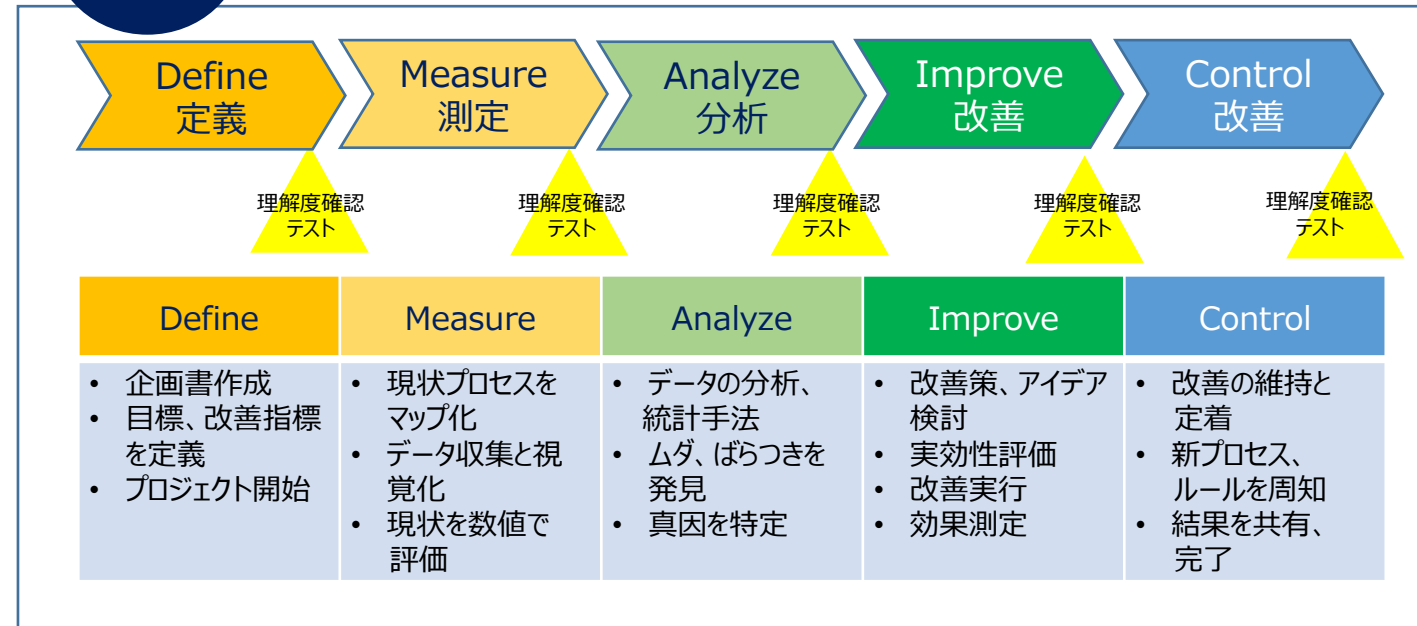 Define
定義
Measure
測定
Analyze
分析
Improve
改善
Control
改善
理解度確認
テスト
理解度確認
テスト
理解度確認
テスト
理解度確認
テスト
理解度確認
テスト
Define
Measure
Analyze
Improve
Control
• 企画書作成
• 目標、改善指標
を定義
• プロジェクト開始
• 現状プロセスを
マップ化
• データ収集と視
覚化
• 現状を数値で
評価
• データの分析、
統計手法
• ムダ、ばらつきを
発見
• 真因を特定
• 改善策、アイデア
検討
• 実効性評価
• 改善実行
• 効果測定
• 改善の維持と
定着
• 新プロセス、
ルールを周知
• 結果を共有、
完了